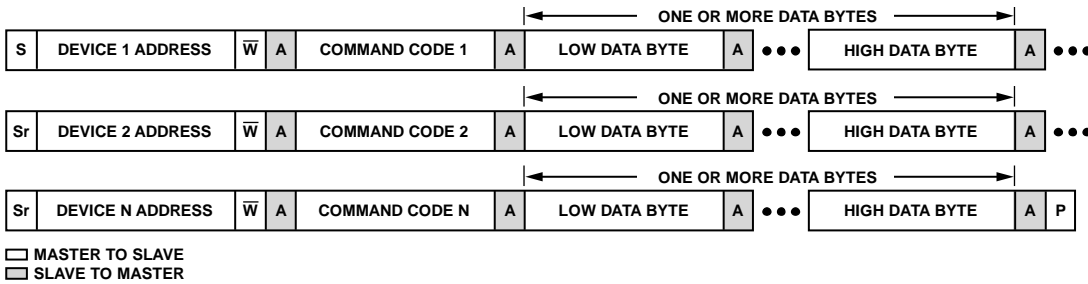 ONE OR MORE DATA BYTES
S DEVICE 1 ADDRESS W̅ A COMMAND CODE 1 A LOW DATA BYTE A ●●● HIGH DATA BYTE A ●●●
ONE OR MORE DATA BYTES
Sr DEVICE 2 ADDRESS W̅ A COMMAND CODE 2 A LOW DATA BYTE A ●●● HIGH DATA BYTE A ●●●
ONE OR MORE DATA BYTES
Sr DEVICE N ADDRESS W̅ A COMMAND CODE N A LOW DATA BYTE A ●●● HIGH DATA BYTE A P
MASTER TO SLAVE
SLAVE TO MASTER